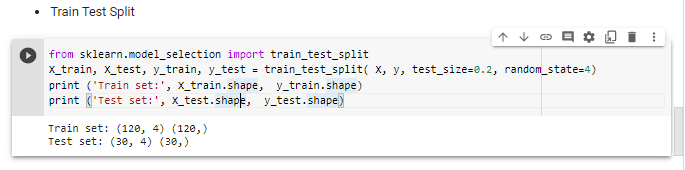 Train Test Split
from sklearn.model_selection import train_test_split
X_train, X_test, y_train, y_test = train_test_split( X, y, test_size=0.2, random_state=4)
print ('Train set:', X_train.shape,  y_train.shape)
print ('Test set:', X_test.shape,  y_test.shape)
Train set: (120, 4) (120,)
Test set: (30, 4) (30,)